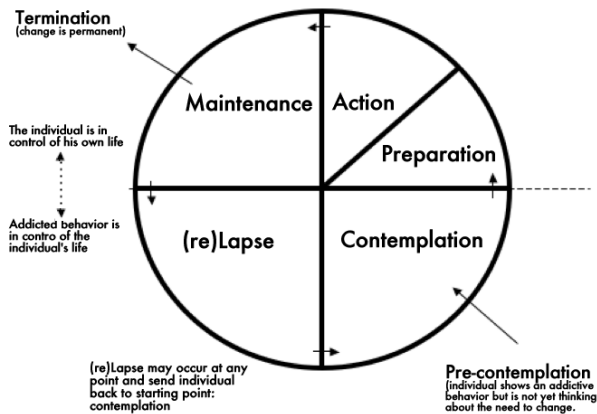 Termination
(change is permanent)
Maintenance
Action
The individual is in
control of his own life
Preparation
Addicted behavior is
in contro of the
individual's life
(re)Lapse
Contemplation
(re)Lapse may occur at any
point and send individual
back to starting point:
contemplation
Pre-contemplation
(individual shows an addictive
behavior but is not yet thinking
about the need to change.